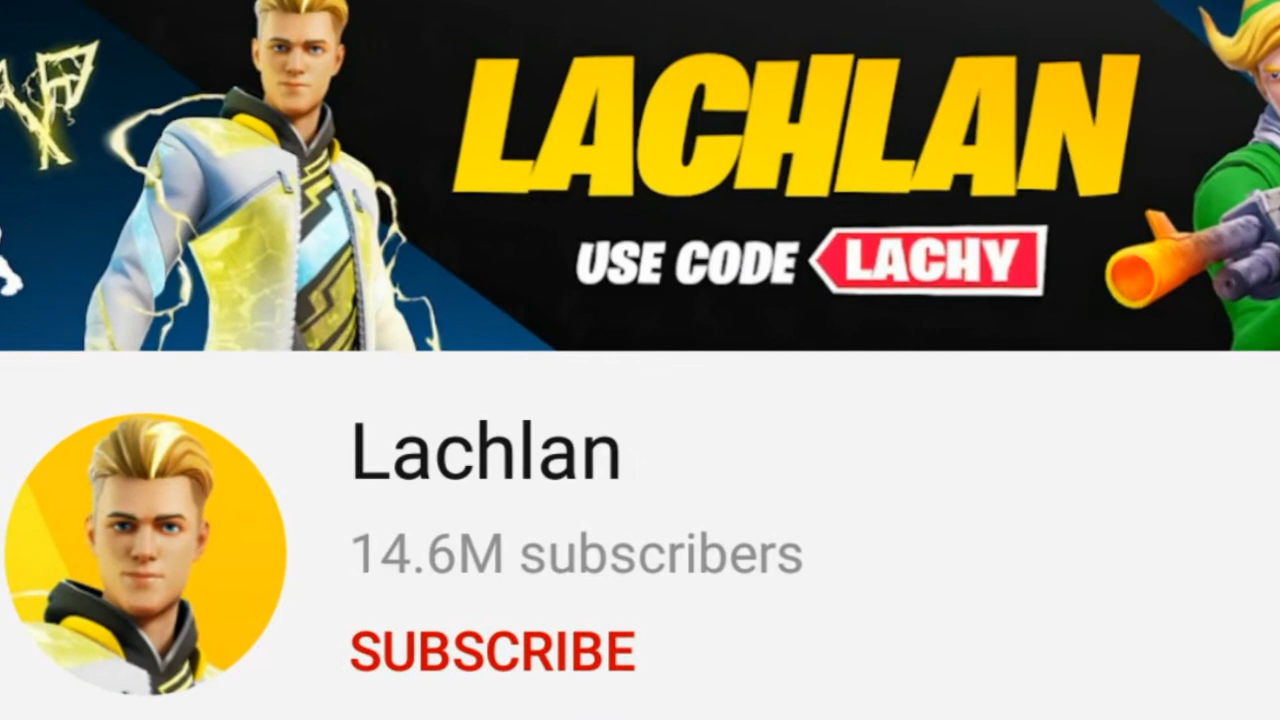 LACHLAN
USE CODE LACHY
Lachlan
14.6M subscribers
SUBSCRIBE